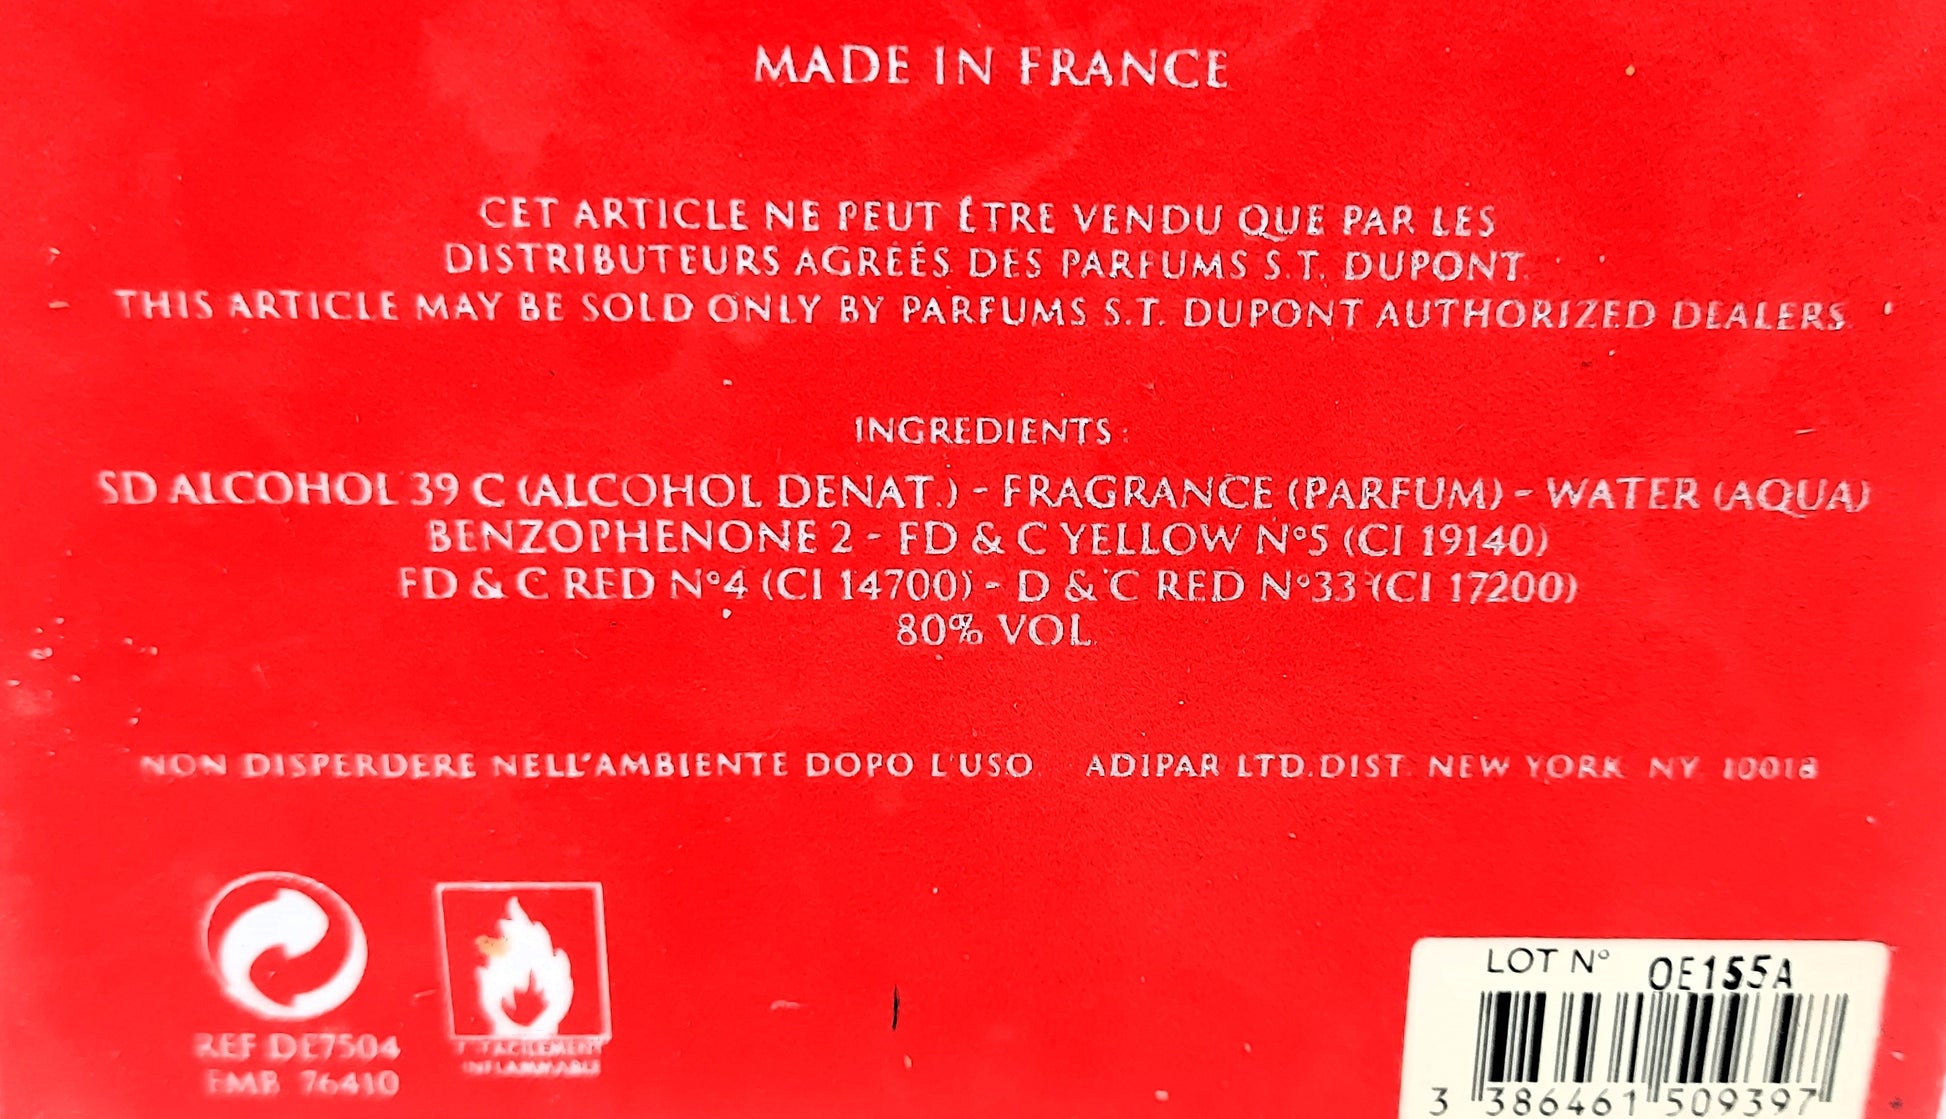 MADE IN FRANCE
CET ARTICLE NE PEUT ÊTRE VENDU QUE PAR LES
DISTRIBUTEURS AGRÉÉS DES PARFUMS S.T. DUPONT
THIS ARTICLE MAY BE SOLD ONLY BY PARFUMS S.T. DUPONT AUTHORIZED DEALERS
INGREDIENTS :
SD ALCOHOL 39 C (ALCOHOL DENAT.) - FRAGRANCE (PARFUM) - WATER (AQUA)
BENZOPHENONE 2 - FD & C YELLOW N°5 (CI 19140)
FD & C RED N°4 (CI 14700) - D & C RED N°33 (CI 17200)
80% VOL
NON DISPERDERE NELL'AMBIENTE DOPO L'USO ADIPAR LTD.DIST. NEW YORK NY 10018
REF DE7504
EMB 76410
FACILEMENT
INFLAMMABLE
LOT N° OE155A
3 386461 509397